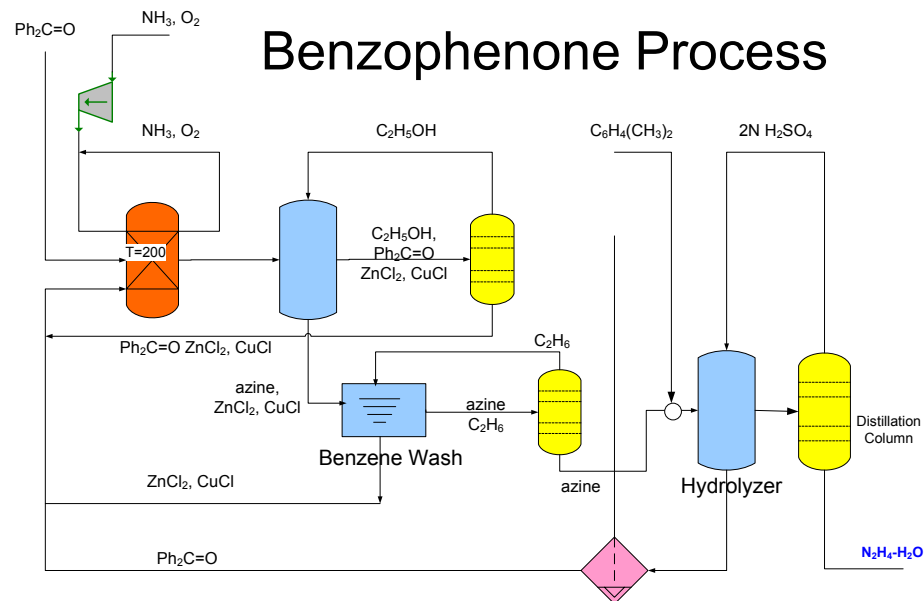 Benzophenone Process
Ph₂C=O
NH₃, O₂
NH₃, O₂
C₂H₅OH
C₆H₄(CH₃)₂
2N H₂SO₄
T=200
C₂H₅OH,
Ph₂C=O
ZnCl₂, CuCl
Ph₂C=O ZnCl₂, CuCl
C₂H₆
azine,
ZnCl₂, CuCl
azine
C₂H₆
Distillation
Column
Benzene Wash
ZnCl₂, CuCl
azine
Hydrolyzer
Ph₂C=O
N₂H₄-H₂O